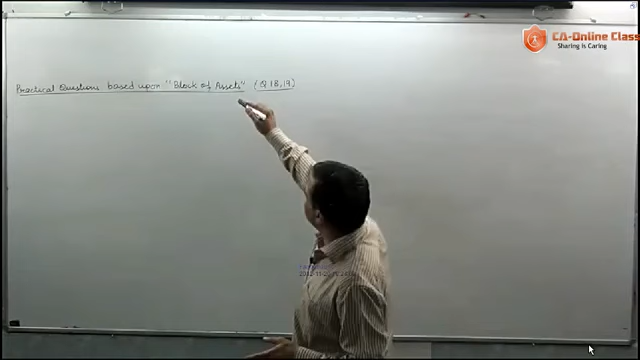 CA-Online Class
Sharing is Caring
Practical Questions based upon "Block of Assets" (Q 18, 19)